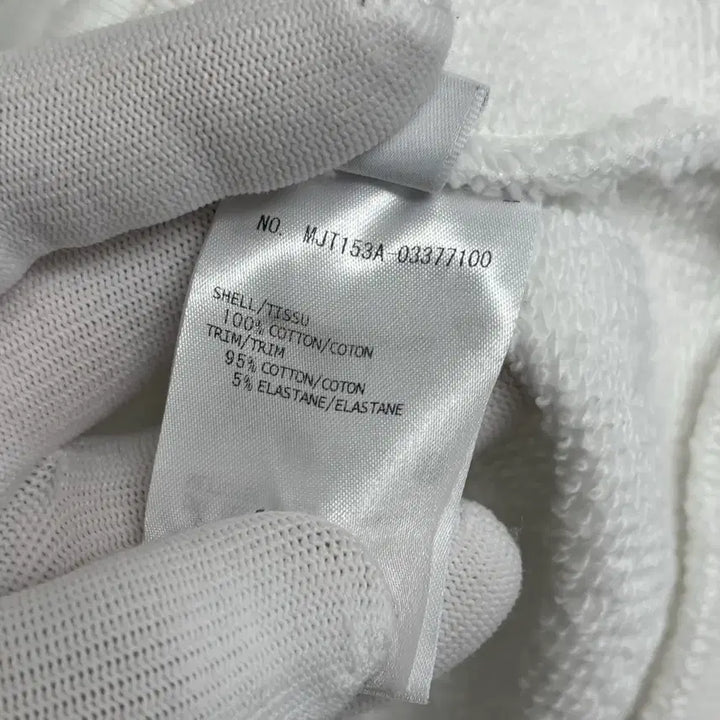 NO. MJT153A 03377100
SHELL/TISSU
100% COTTON/COTON
TRIM/TRIM
95% COTTON/COTON
5% ELASTANE/ELASTANE